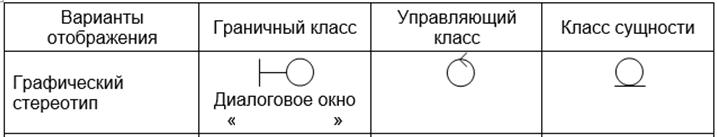 Варианты
отображения
Граничный класс
Управляющий
класс
Класс сущности
Графический
стереотип
Диалоговое окно
« »